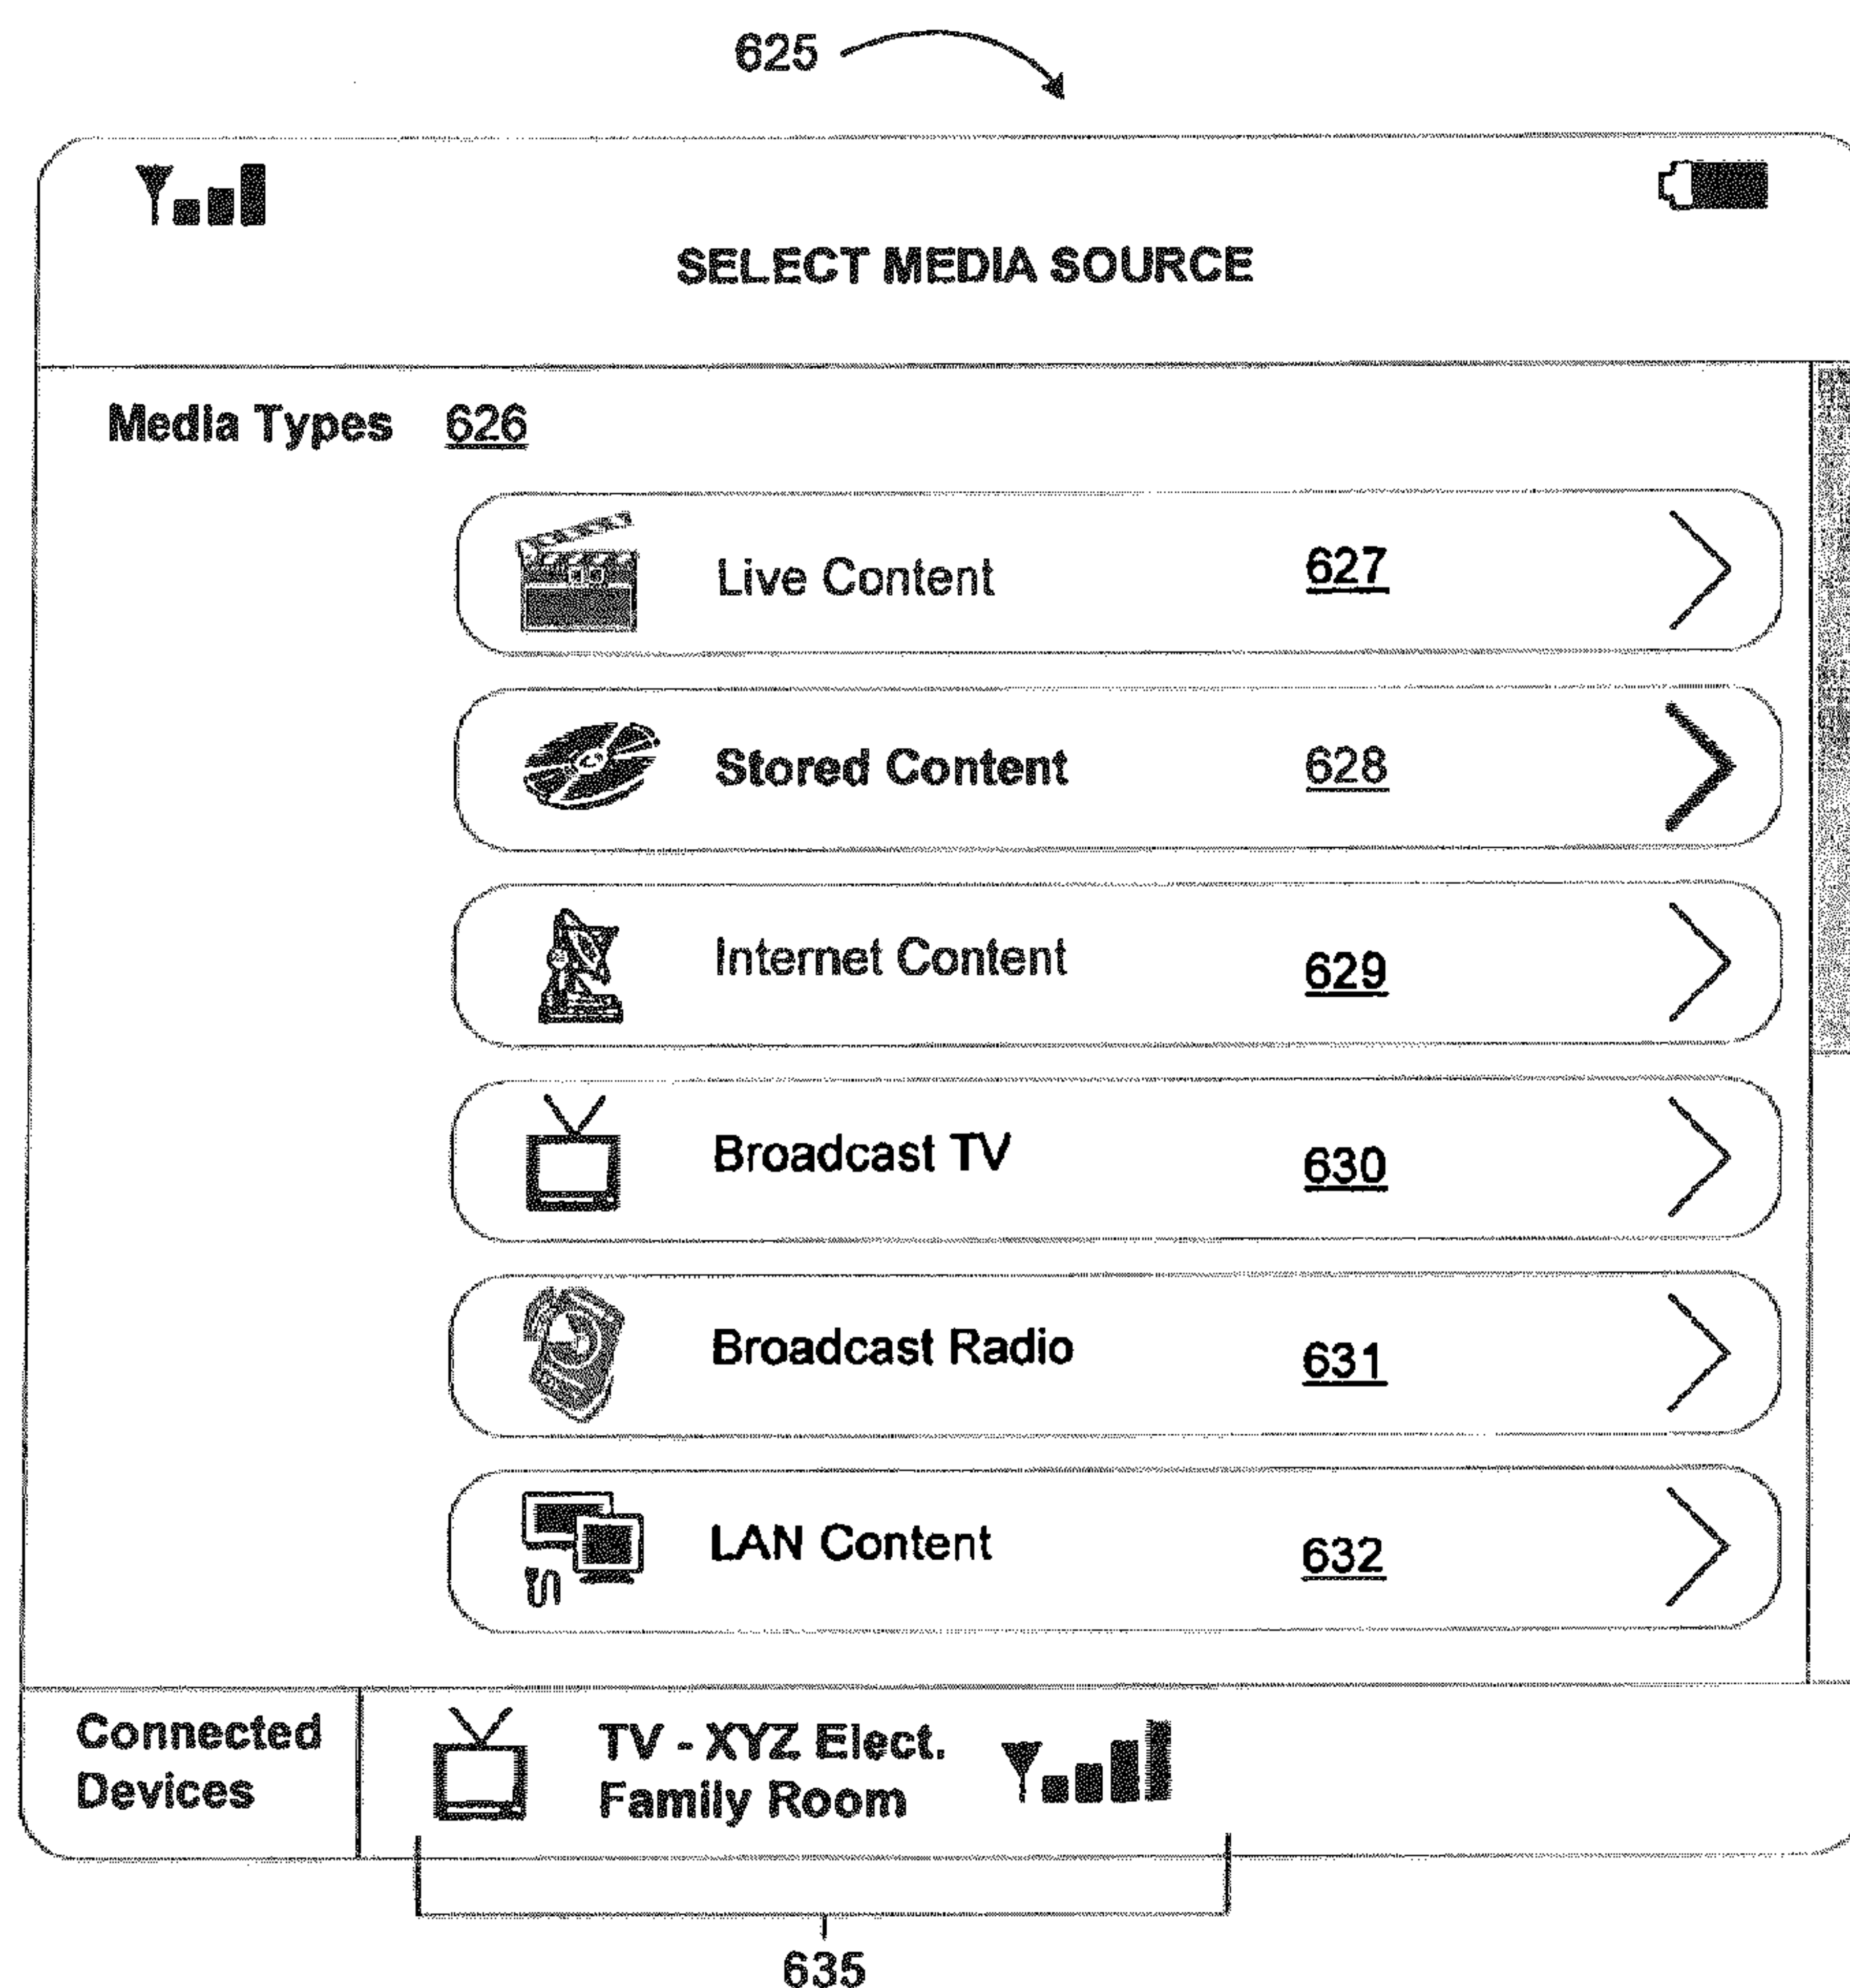 625
SELECT MEDIA SOURCE
Media Types 626
Live Content 627
Stored Content 628
Internet Content 629
Broadcast TV 630
Broadcast Radio 631
LAN Content 632
Connected
Devices
TV - XYZ Elect.
Family Room
635